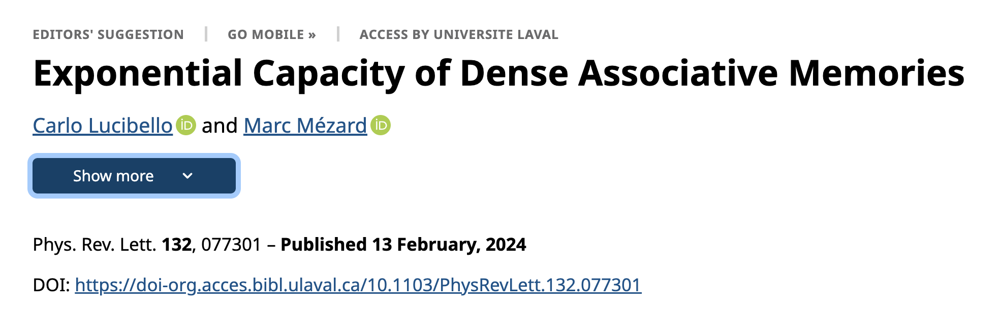 EDITORS' SUGGESTION | GO MOBILE » | ACCESS BY UNIVERSITE LAVAL
Exponential Capacity of Dense Associative Memories
Carlo Lucibello iD and Marc Mézard iD
Show more
Phys. Rev. Lett. 132, 077301 – Published 13 February, 2024
DOI: https://doi-org.acces.bibl.ulaval.ca/10.1103/PhysRevLett.132.077301